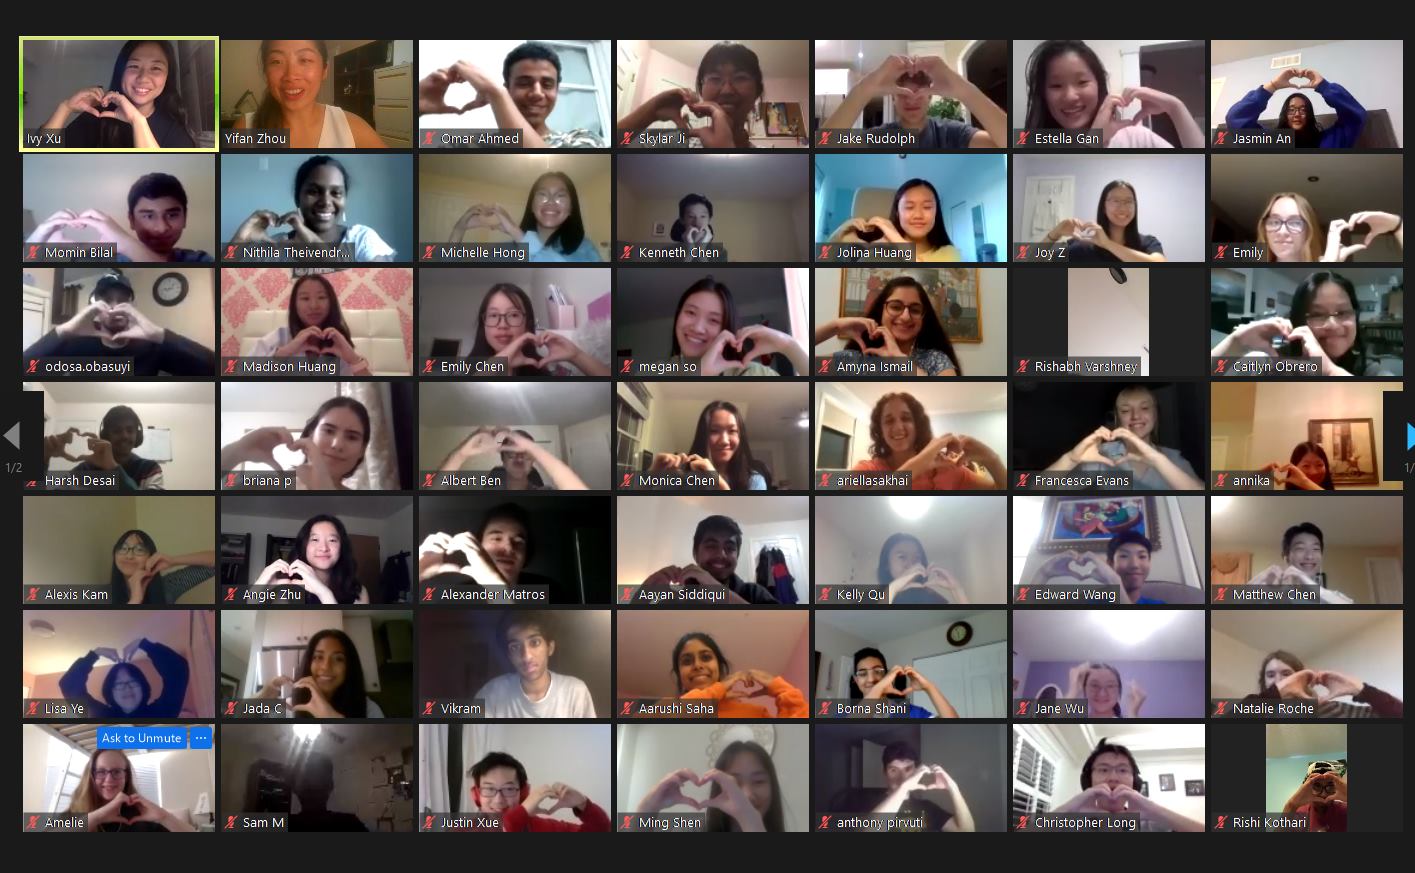 Ivy Xu
Yifan Zhou
Omar Ahmed
Skylar Ji
Jake Rudolph
Estella Gan
Jasmin An
Momin Bilal
Nithila Theivendr...
Michelle Hong
Kenneth Chen
Jolina Huang
Joy Z
Emily
odosa.obasuyi
Madison Huang
Emily Chen
megan so
Amyna Ismail
Rishabh Varshney
Caitlyn Obrero
1/2
Harsh Desai
briana p
Albert Ben
Monica Chen
ariellasakhai
Francesca Evans
annika
1/
Alexis Kam
Angie Zhu
Alexander Matros
Aayan Siddiqui
Kelly Qu
Edward Wang
Matthew Chen
Lisa Ye
Jada C
Vikram
Aarushi Saha
Borna Shani
Jane Wu
Natalie Roche
Ask to Unmute ...
Amelie
Sam M
Justin Xue
Ming Shen
anthony pirvuti
Christopher Long
Rishi Kothari